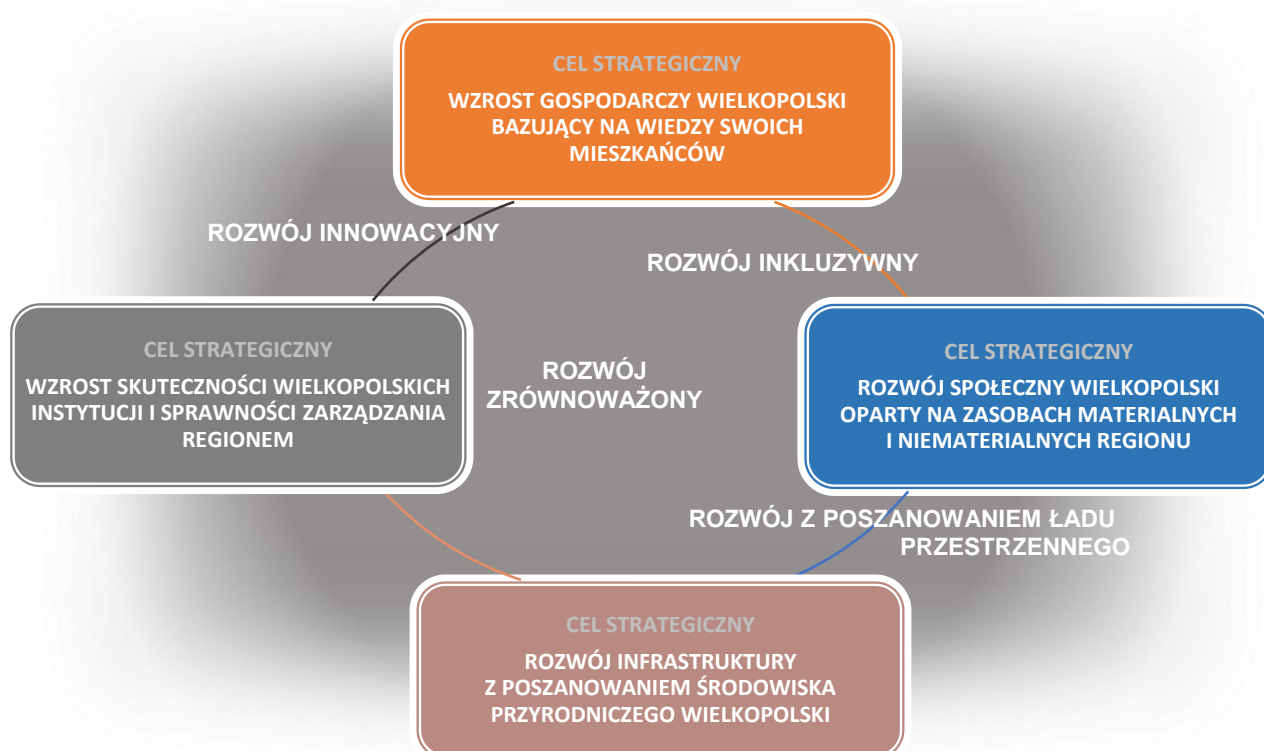 CEL STRATEGICZNY
WZROST GOSPODARCZY WIELKOPOLSKI
BAZUJĄCY NA WIEDZY SWOICH
MIESZKAŃCÓW
ROZWÓJ INNOWACYJNY
ROZWÓJ INKLUZYWNY
CEL STRATEGICZNY
WZROST SKUTECZNOŚCI WIELKOPOLSKICH
INSTYTUCJI I SPRAWNOŚCI ZARZĄDZANIA
REGIONEM
ROZWÓJ
ZRÓWNOWAŻONY
CEL STRATEGICZNY
ROZWÓJ SPOŁECZNY WIELKOPOLSKI
OPARTY NA ZASOBACH MATERIALNYCH
I NIEMATERIALNYCH REGIONU
ROZWÓJ Z POSZANOWANIEM ŁADU
PRZESTRZENNEGO
CEL STRATEGICZNY
ROZWÓJ INFRASTRUKTURY
Z POSZANOWANIEM ŚRODOWISKA
PRZYRODNICZEGO WIELKOPOLSKI